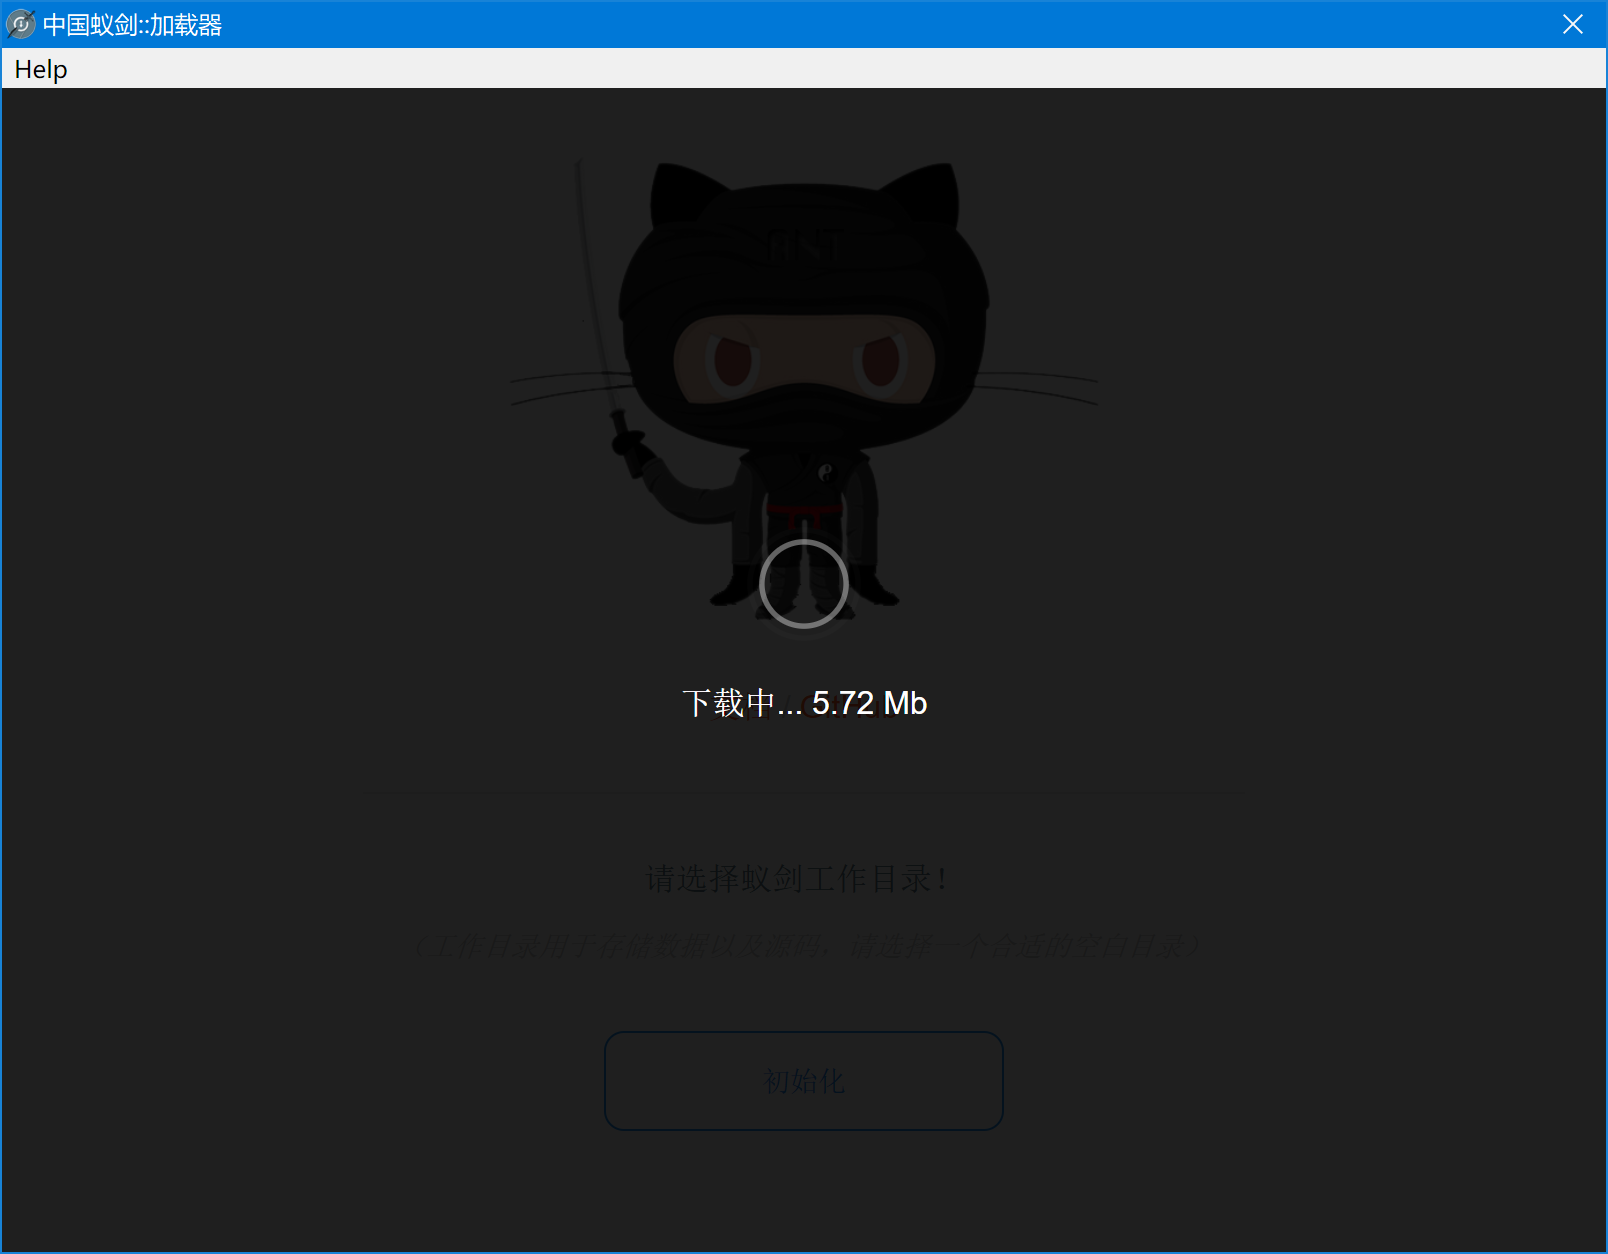 中国蚁剑::加载器
Help
ANT
下载中... 5.72 Mb
请选择蚁剑工作目录！
（工作目录用于存储数据以及源码，请选择一个合适的空白目录）
初始化